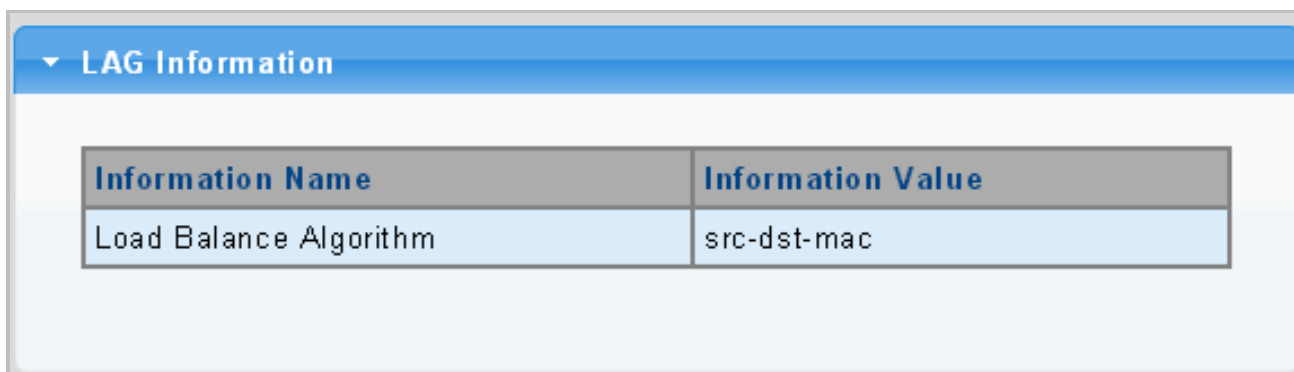 LAG Information
Information Name Information Value
Load Balance Algorithm src-dst-mac